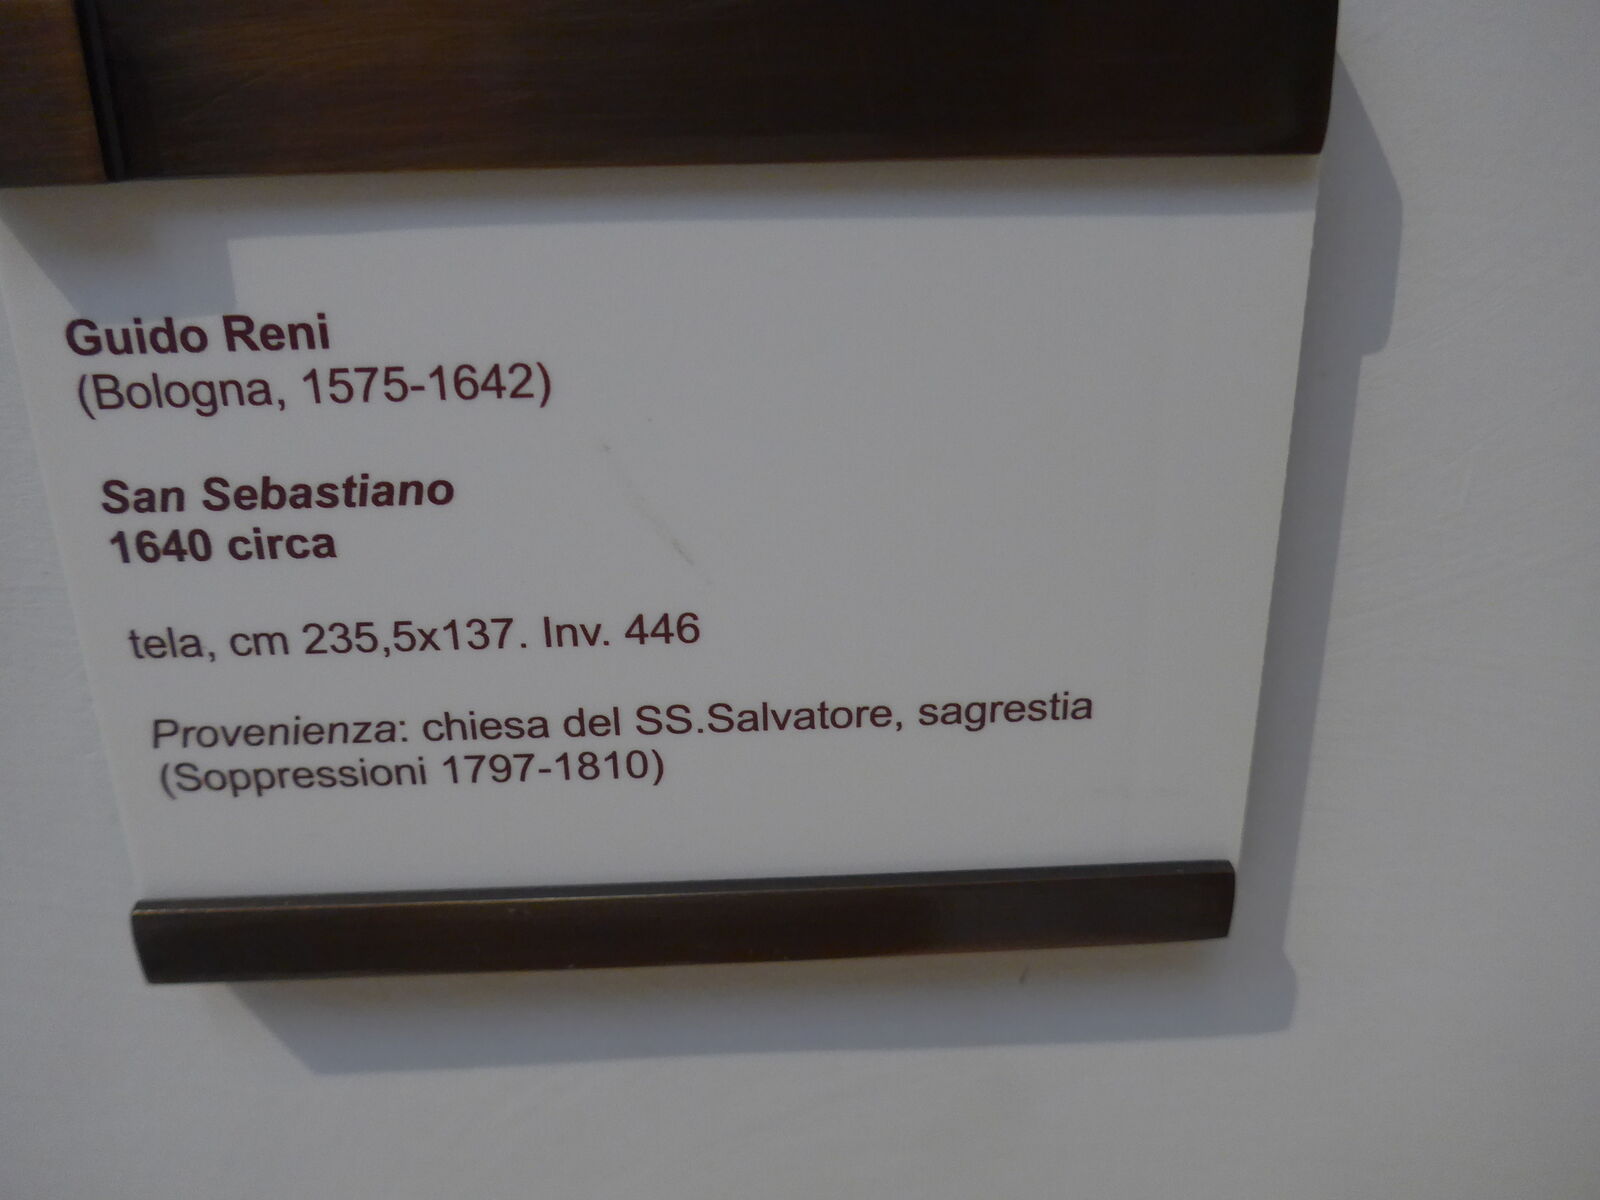 Guido Reni
(Bologna, 1575-1642)
San Sebastiano
1640 circa
tela, cm 235,5x137. Inv. 446
Provenienza: chiesa del SS.Salvatore, sagrestia
(Soppressioni 1797-1810)